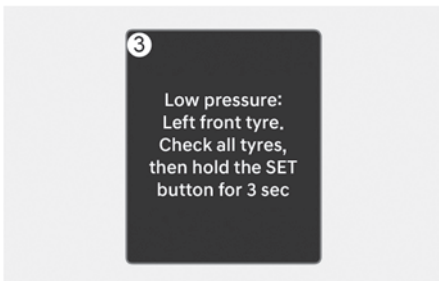 3
Low pressure:
Left front tyre.
Check all tyres,
then hold the SET
button for 3 sec